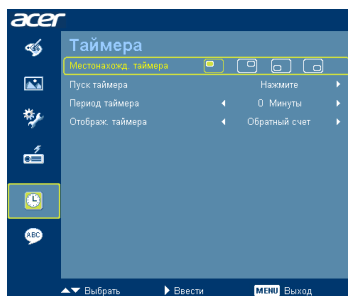 acer
Таймера
Местонахожд. таймера
Пуск таймера Нажмите
Период таймера 0 Минуты
Отображ. таймера Обратный счет
ABC
Выбрать Ввести MENU Выход